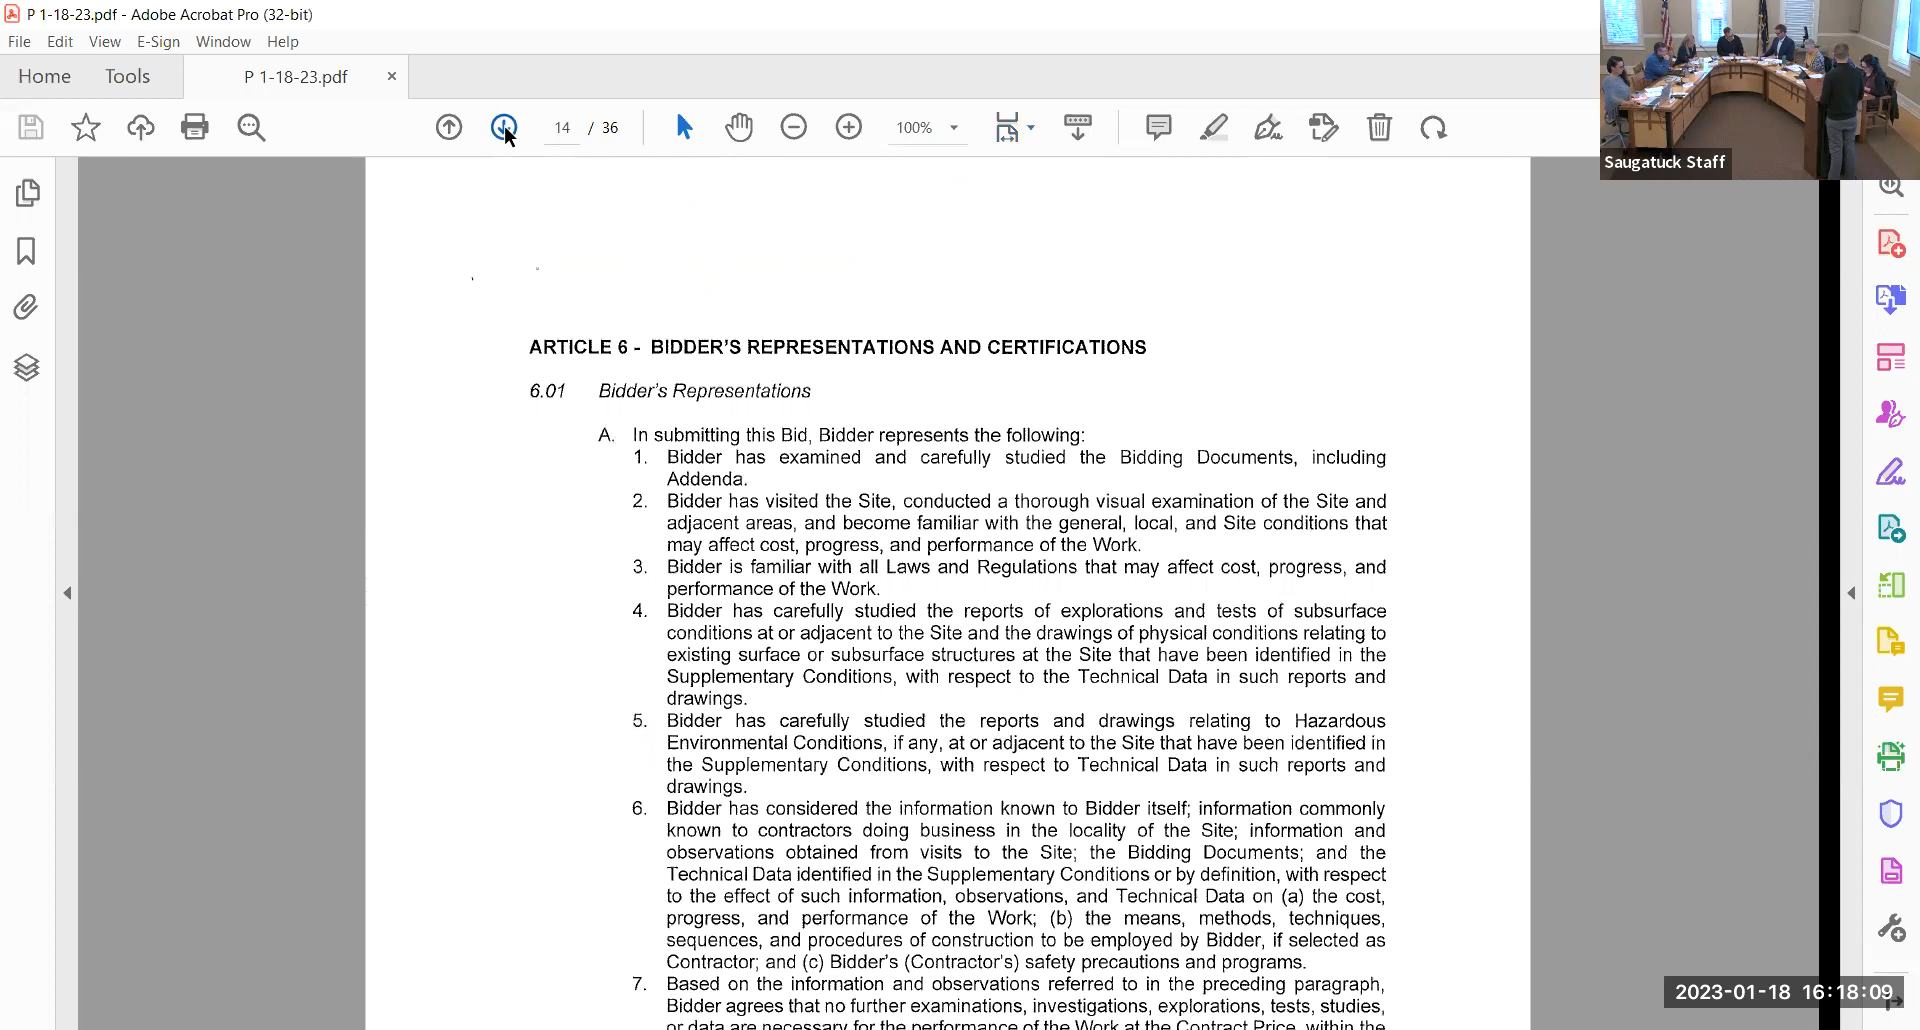 P 1-18-23.pdf - Adobe Acrobat Pro (32-bit)
File Edit View E-Sign Window Help
Home Tools P 1-18-23.pdf ×
14 / 36 100%
Saugatuck Staff
ARTICLE 6 - BIDDER'S REPRESENTATIONS AND CERTIFICATIONS
6.01 Bidder's Representations
A. In submitting this Bid, Bidder represents the following:
1. Bidder has examined and carefully studied the Bidding Documents, including
Addenda.
2. Bidder has visited the Site, conducted a thorough visual examination of the Site and
adjacent areas, and become familiar with the general, local, and Site conditions that
may affect cost, progress, and performance of the Work.
3. Bidder is familiar with all Laws and Regulations that may affect cost, progress, and
performance of the Work.
4. Bidder has carefully studied the reports of explorations and tests of subsurface
conditions at or adjacent to the Site and the drawings of physical conditions relating to
existing surface or subsurface structures at the Site that have been identified in the
Supplementary Conditions, with respect to the Technical Data in such reports and
drawings.
5. Bidder has carefully studied the reports and drawings relating to Hazardous
Environmental Conditions, if any, at or adjacent to the Site that have been identified in
the Supplementary Conditions, with respect to Technical Data in such reports and
drawings.
6. Bidder has considered the information known to Bidder itself; information commonly
known to contractors doing business in the locality of the Site; information and
observations obtained from visits to the Site; the Bidding Documents; and the
Technical Data identified in the Supplementary Conditions or by definition, with respect
to the effect of such information, observations, and Technical Data on (a) the cost,
progress, and performance of the Work; (b) the means, methods, techniques,
sequences, and procedures of construction to be employed by Bidder, if selected as
Contractor; and (c) Bidder's (Contractor's) safety precautions and programs.
7. Based on the information and observations referred to in the preceding paragraph,
Bidder agrees that no further examinations, investigations, explorations, tests, studies,
or data are necessary for the performance of the Work at the Contract Price, within the
2023-01-18 16:18:09